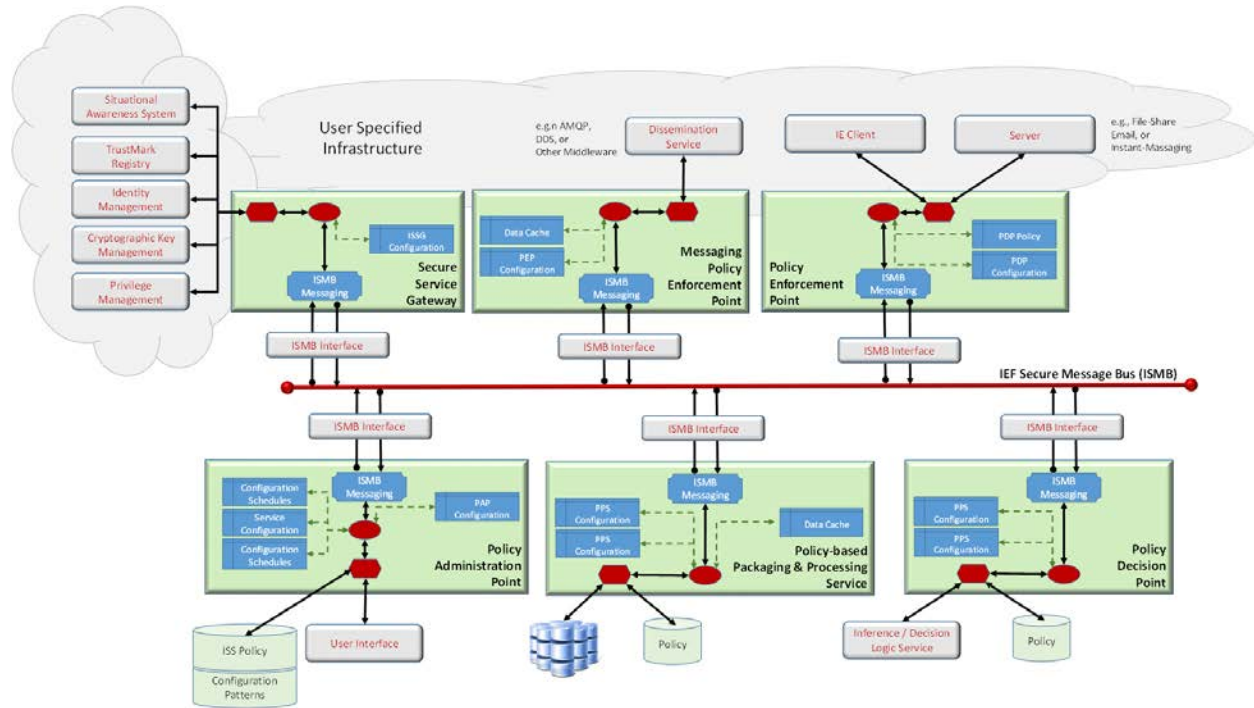 Situational
Awareness System
TrustMark
Registry
Identity
Management
Cryptographic Key
Management
Privilege
Management
User Specified
Infrastructure
e.g.n AMQP,
DDS, or
Other Middleware
Dissemination
Service
IE Client
Server
e.g., File-Share
Email, or
Instant-Massaging
ISSG
Configuration
ISMB
Messaging
Secure
Service
Gateway
Data Cache
PEP
Configuration
ISMB
Messaging
Messaging
Policy
Enforcement
Point
PDP Policy
PDP
Configuration
ISMB
Messaging
Policy
Enforcement
Point
ISMB Interface
ISMB Interface
ISMB Interface
IEF Secure Message Bus (ISMB)
ISMB Interface
ISMB Interface
ISMB Interface
Configuration
Schedules
Service
Configuration
Configuration
Schedules
ISMB
Messaging
PAP
Configuration
Policy
Administration
Point
PPS
Configuration
PPS
Configuration
ISMB
Messaging
Data Cache
Policy-based
Packaging & Processing
Service
PPS
Configuration
PPS
Configuration
ISMB
Messaging
Policy
Decision
Point
ISS Policy
Configuration
Patterns
User Interface
Policy
Inference / Decision
Logic Service
Policy